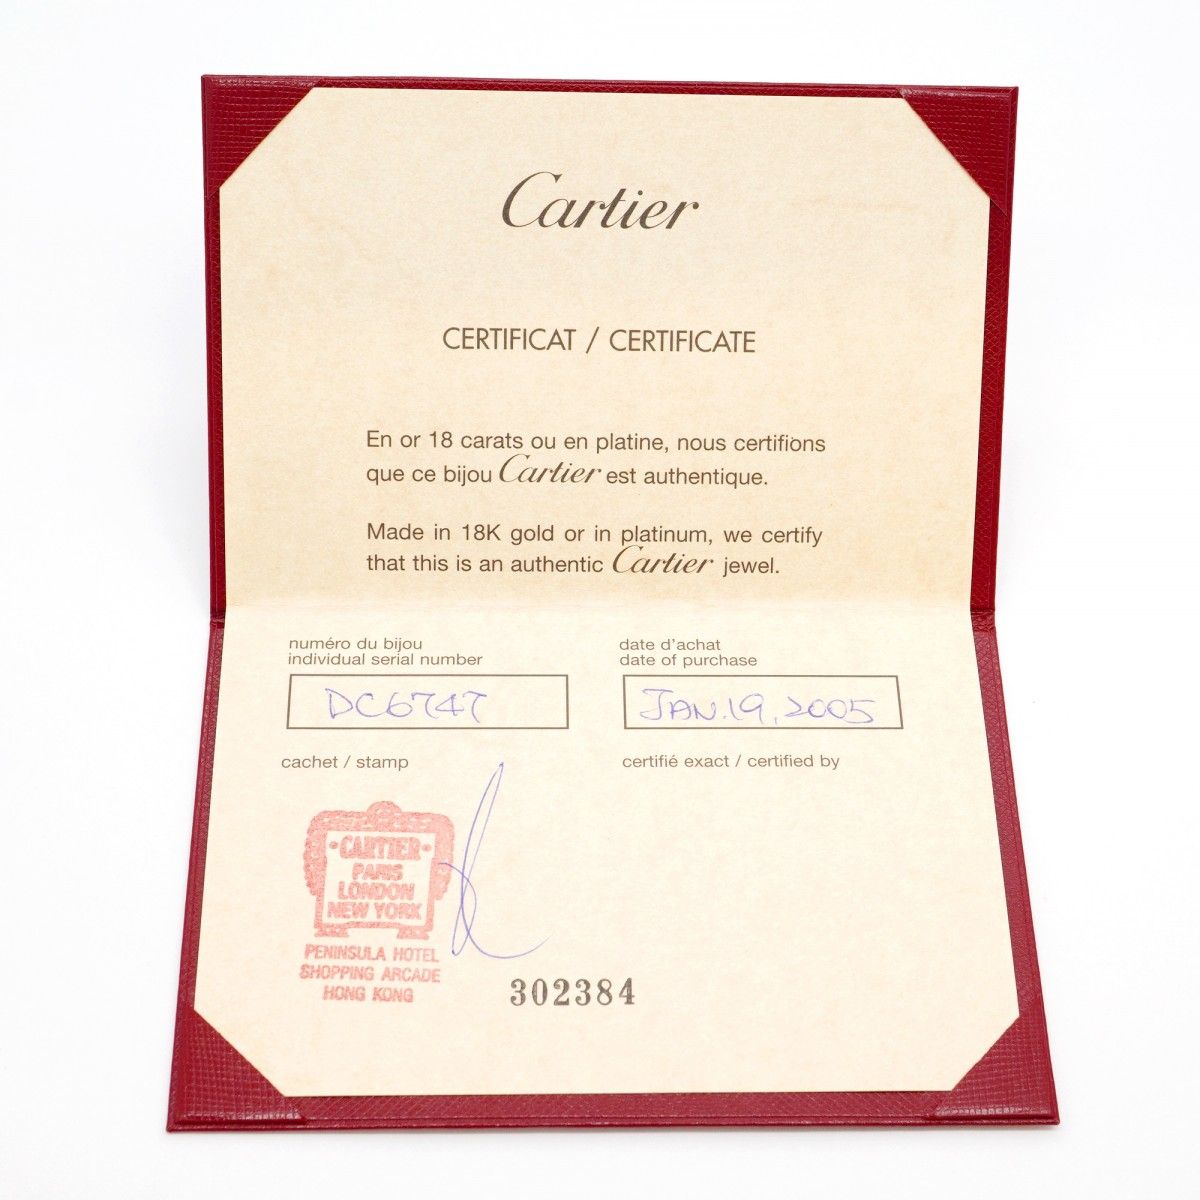 Cartier
CERTIFICAT / CERTIFICATE
En or 18 carats ou en platine, nous certifions
que ce bijou Cartier est authentique.
Made in 18K gold or in platinum, we certify
that this is an authentic Cartier jewel.
numéro du bijou
individual serial number
DC6747
date d'achat
date of purchase
JAN.19,2005
cachet / stamp
certifié exact / certified by
·CARTIER·
PARIS
LONDON
NEW YORK
PENINSULA HOTEL
SHOPPING ARCADE
HONG KONG
302384